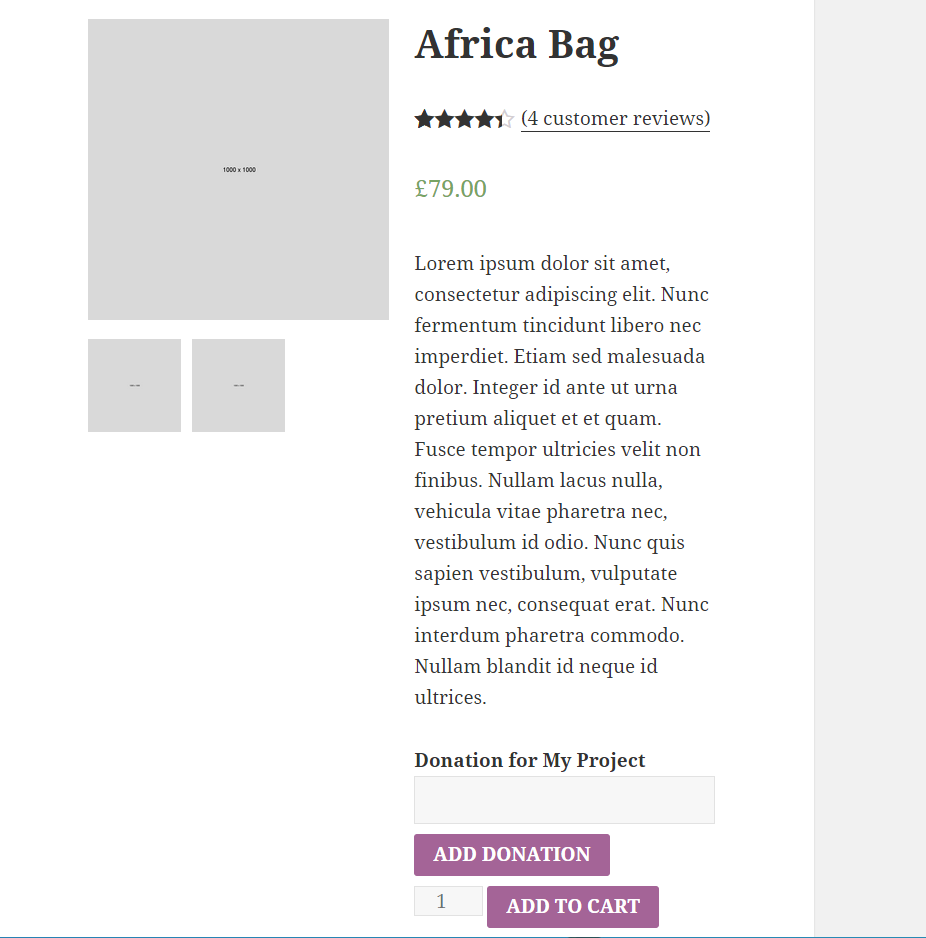 Africa Bag
(4 customer reviews)
£79.00
1000 x 1000
Lorem ipsum dolor sit amet,
consectetur adipiscing elit. Nunc
fermentum tincidunt libero nec
imperdiet. Etiam sed malesuada
dolor. Integer id ante ut urna
pretium aliquet et et quam.
Fusce tempor ultricies velit non
finibus. Nullam lacus nulla,
vehicula vitae pharetra nec,
vestibulum id odio. Nunc quis
sapien vestibulum, vulputate
ipsum nec, consequat erat. Nunc
interdum pharetra commodo.
Nullam blandit id neque id
ultrices.
Donation for My Project
ADD DONATION
1
ADD TO CART